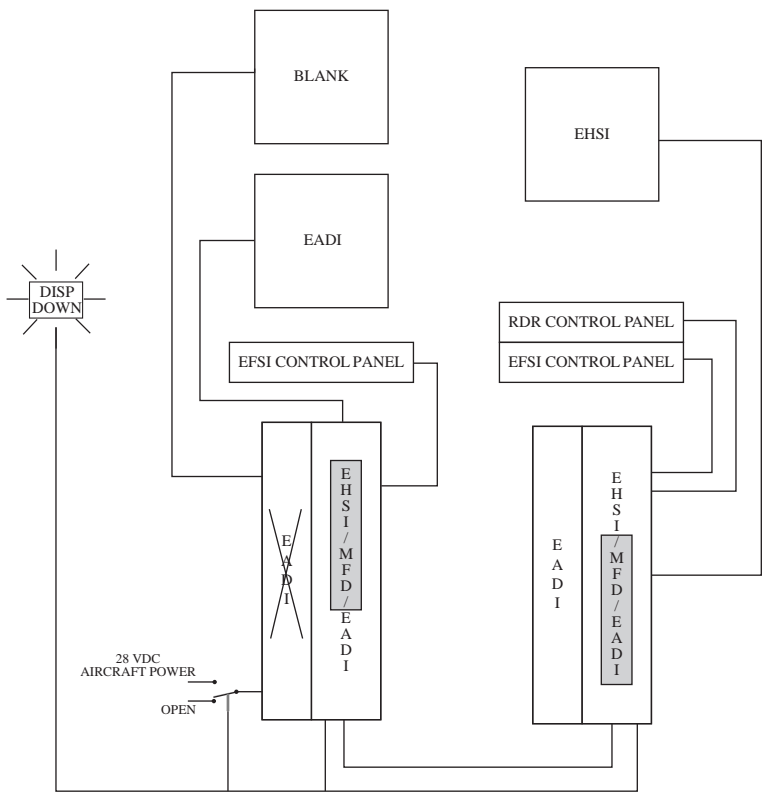 BLANK
EHSI
EADI
DISP
DOWN
RDR CONTROL PANEL
EFSI CONTROL PANEL
EFSI CONTROL PANEL
EADI
EHSI/MFD/EADI
EADI
EHSI/MFD/EADI
28 VDC
AIRCRAFT POWER
OPEN